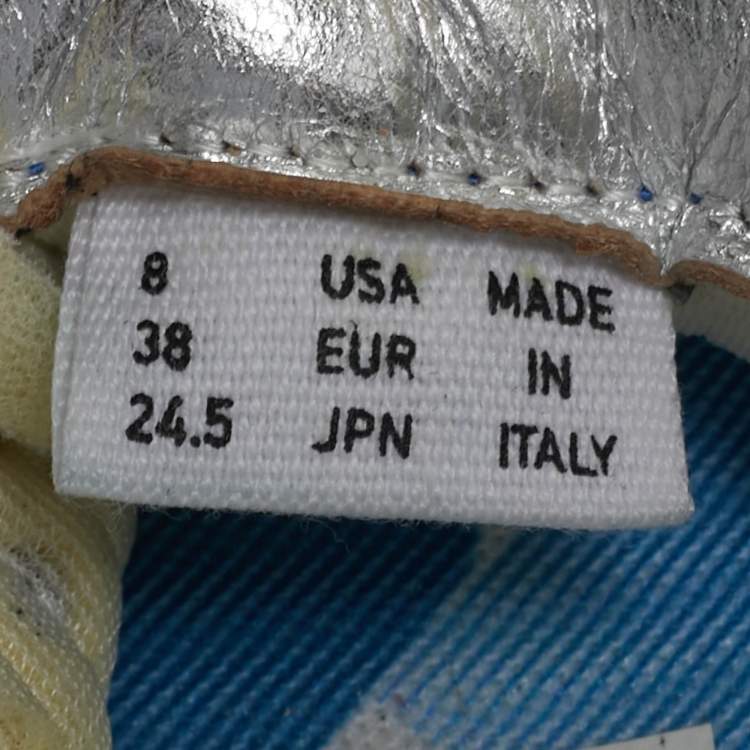 8 USA MADE
38 EUR IN
24.5 JPN ITALY